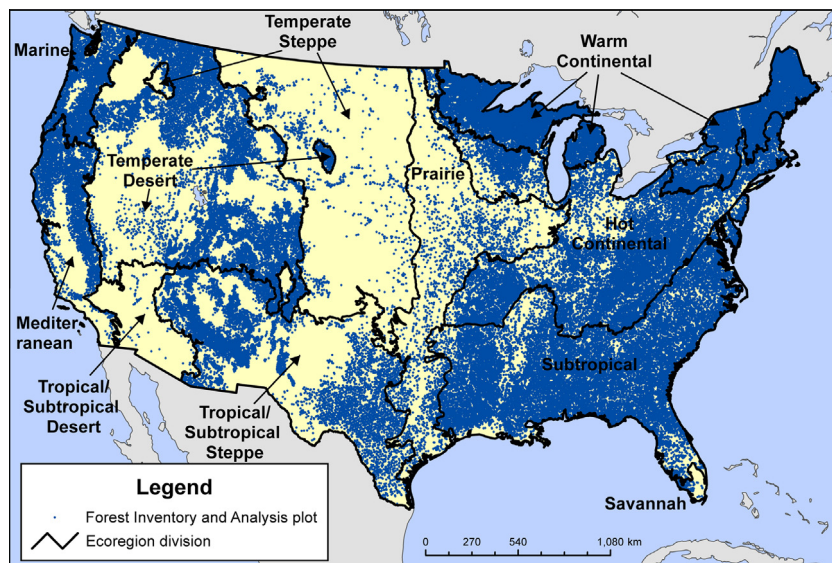 Temperate
Steppe
Marine
Warm
Continental
Temperate
Desert
Prairie
Hot
Continental
Mediter
ranean
Subtropical
Tropical/
Subtropical
Desert
Tropical/
Subtropical
Steppe
Savannah
Legend
Forest Inventory and Analysis plot
Ecoregion division
0 270 540 1,080 km